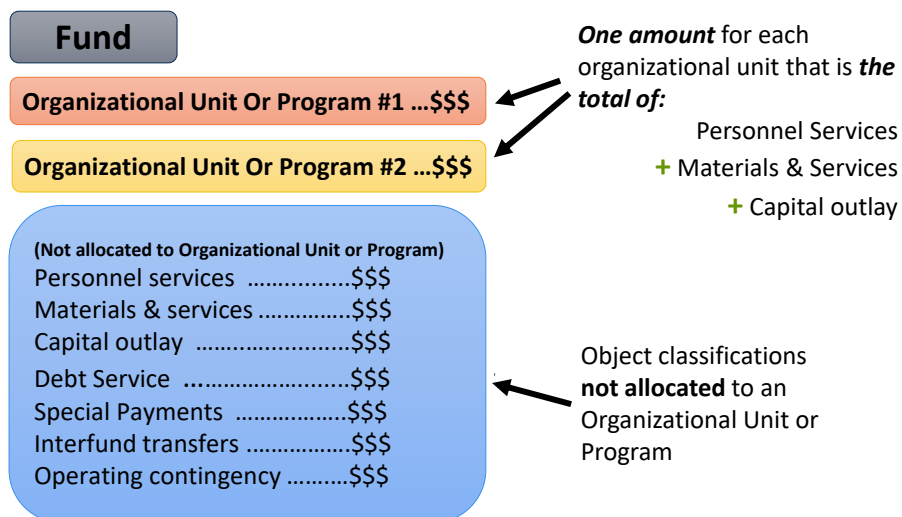 Fund
Organizational Unit Or Program #1 ...$$$
Organizational Unit Or Program #2 ...$$$
(Not allocated to Organizational Unit or Program)
Personnel services ……...........$$$
Materials & services ..…………..$$$
Capital outlay …...…...............$$$
Debt Service ...……………........$$$
Special Payments ………………..$$$
Interfund transfers ...…………….$$$
Operating contingency …..….…$$$
One amount for each
organizational unit that is the
total of:
Personnel Services
+ Materials & Services
+ Capital outlay
Object classifications
not allocated to an
Organizational Unit or
Program